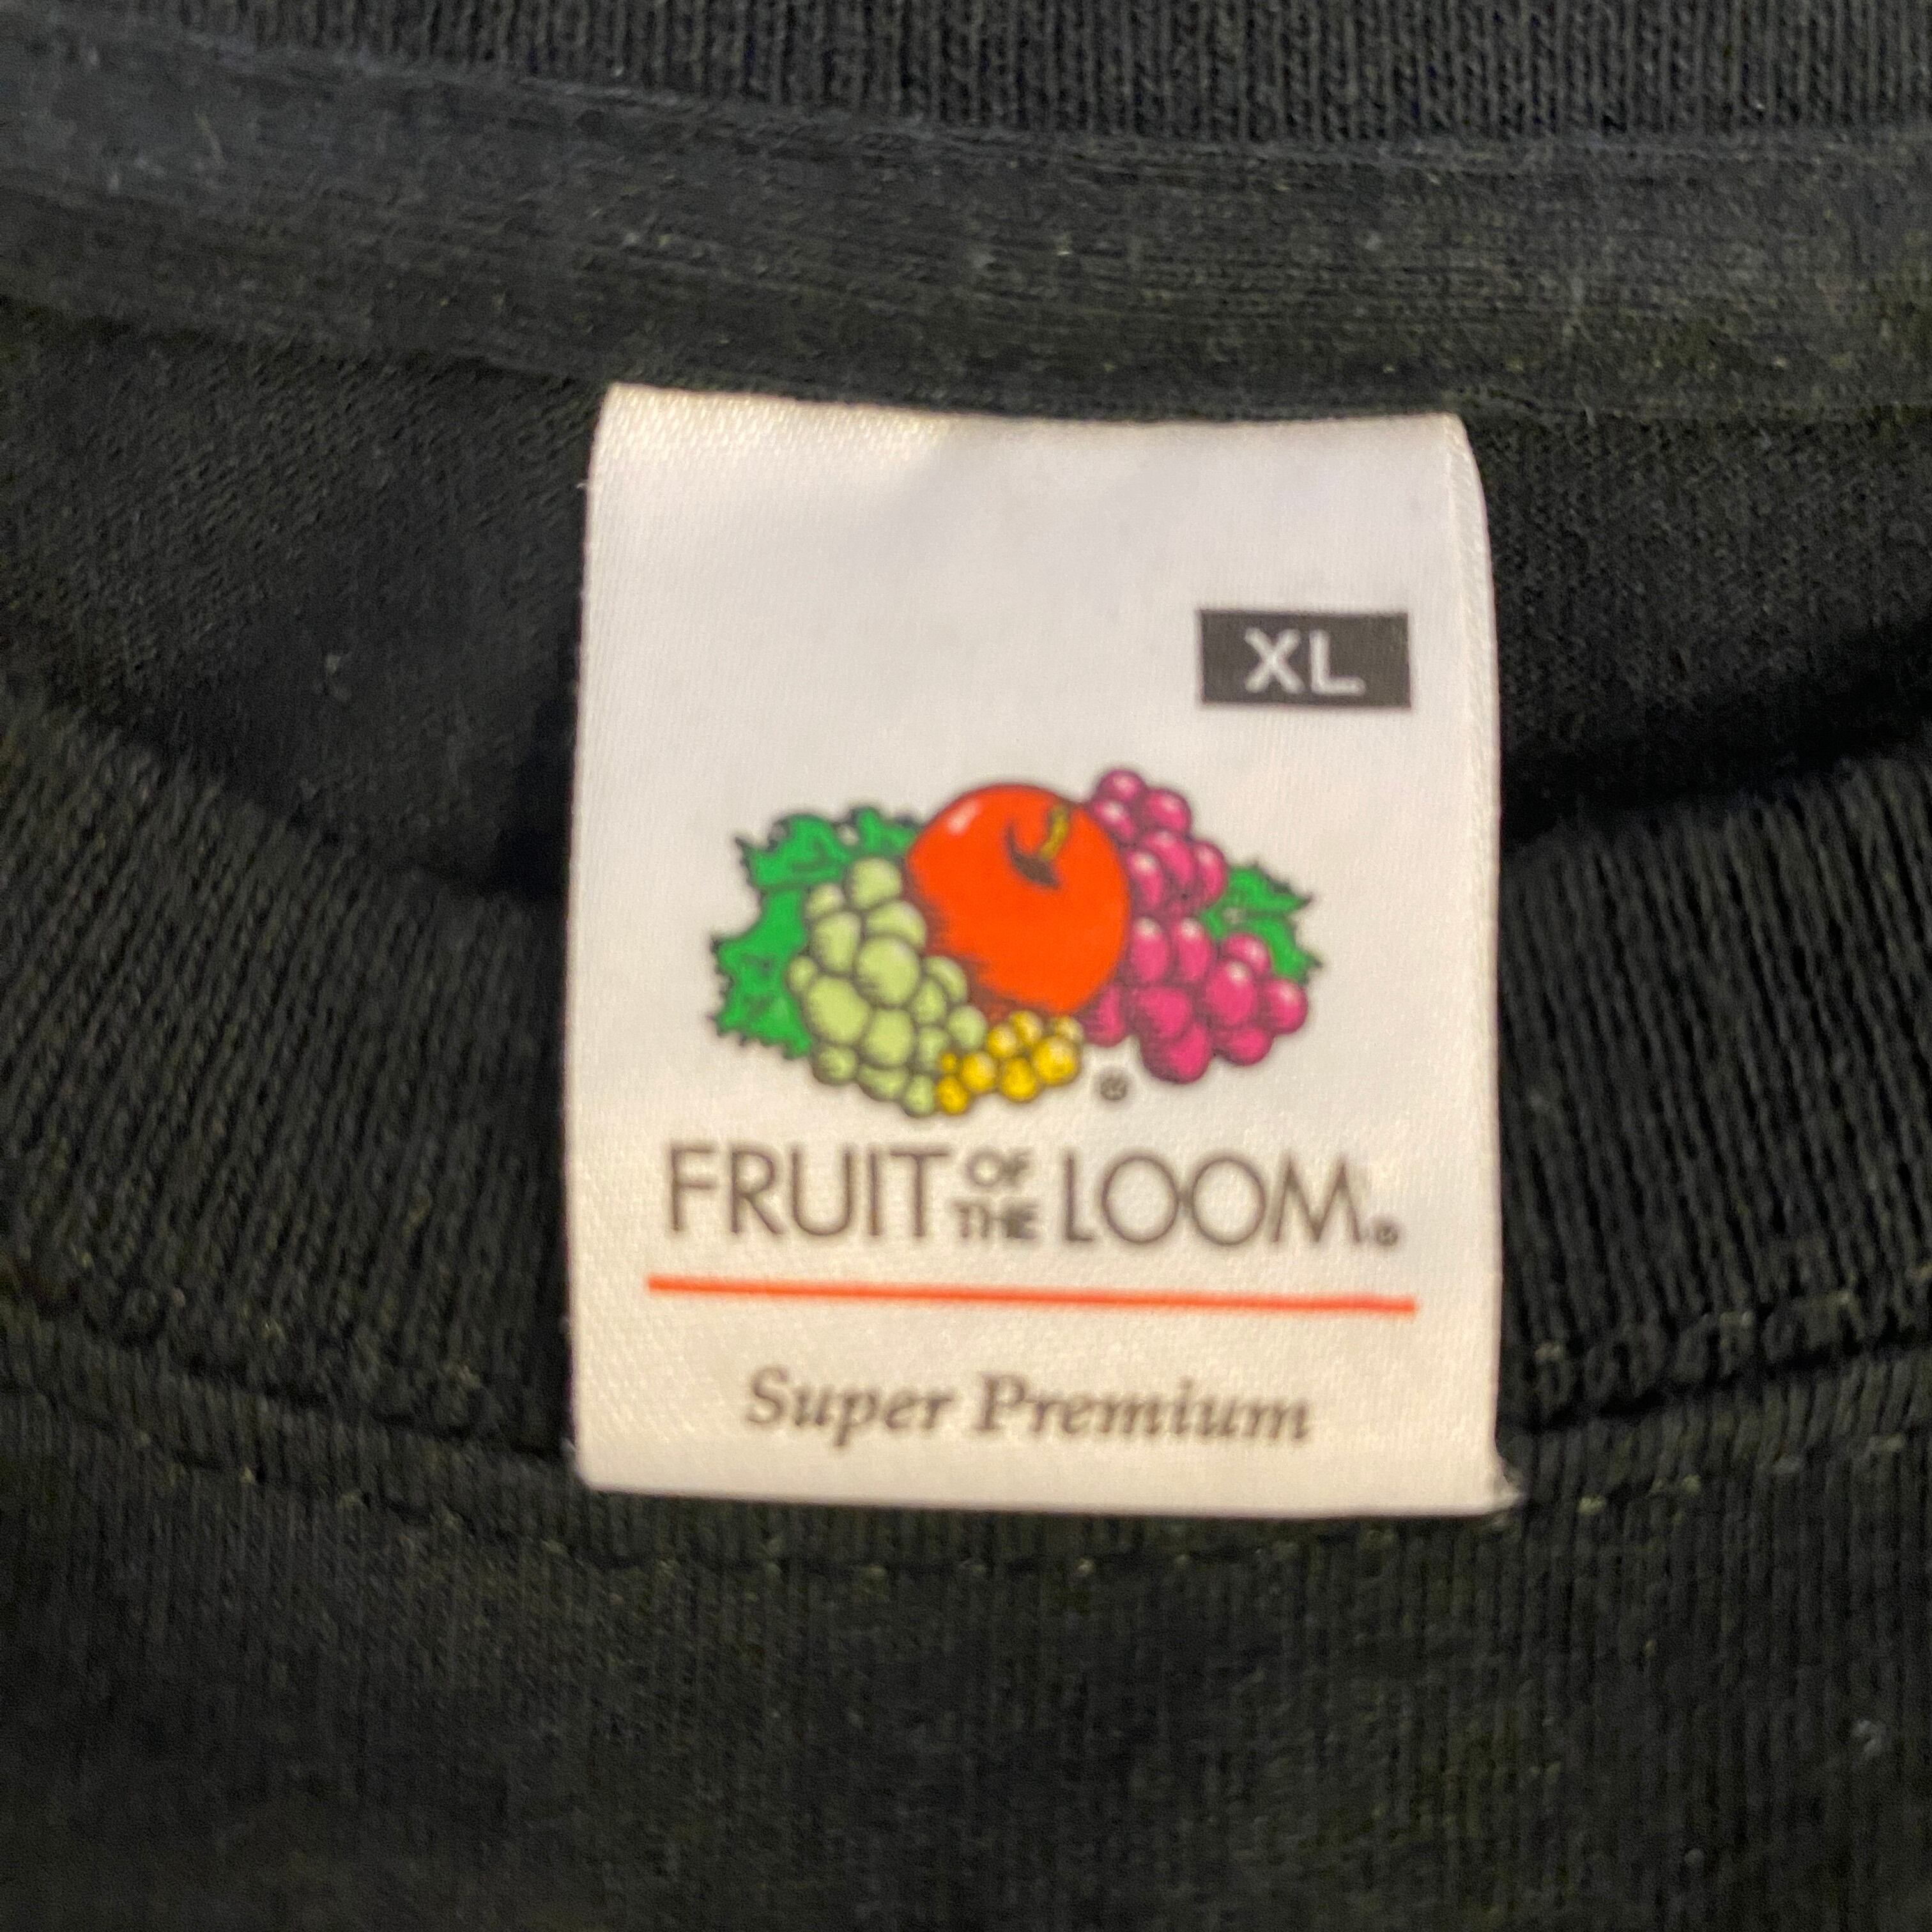 XL
®
FRUIT OF THE LOOM®
Super Premium